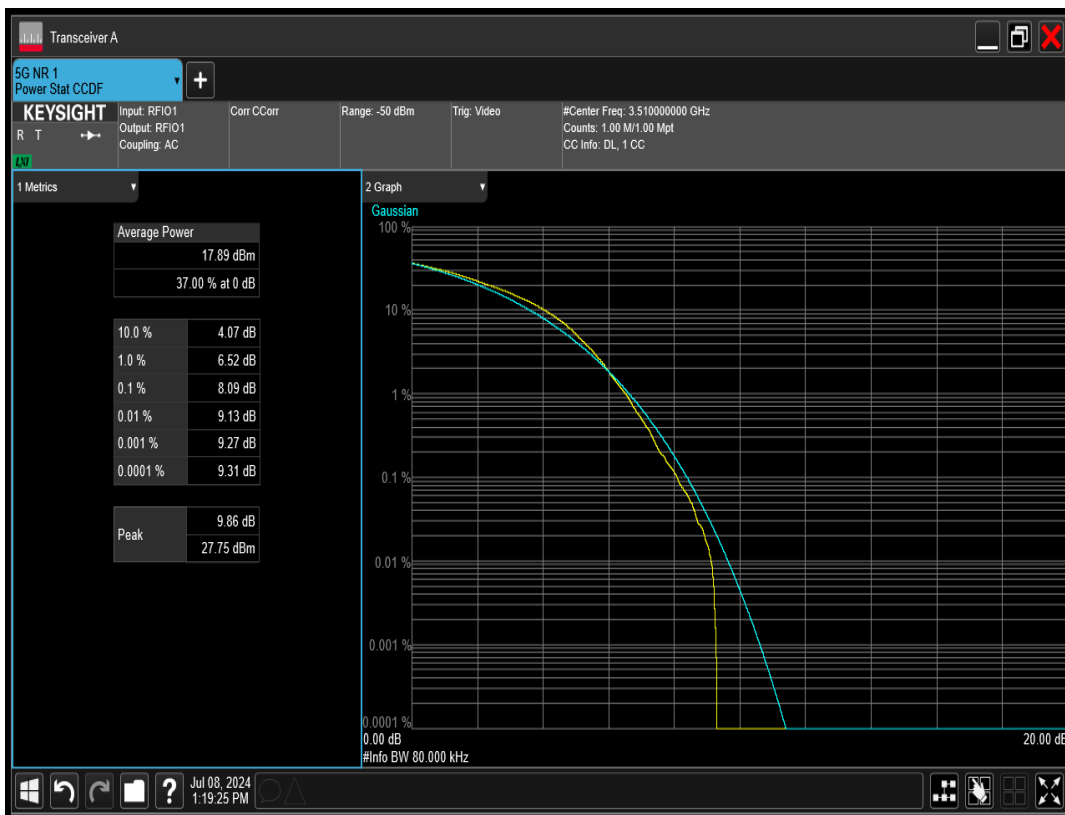 Transceiver A
5G NR 1
Power Stat CCDF
+
KEYSIGHT
R T
LXI
Input: RFIO1
Output: RFIO1
Coupling: AC
Corr CCorr
Range: -50 dBm
Trig: Video
#Center Freq: 3.510000000 GHz
Counts: 1.00 M/1.00 Mpt
CC Info: DL, 1 CC
1 Metrics
Average Power
17.89 dBm
37.00 % at 0 dB
10.0 % 4.07 dB
1.0 % 6.52 dB
0.1 % 8.09 dB
0.01 % 9.13 dB
0.001 % 9.27 dB
0.0001 % 9.31 dB
Peak
9.86 dB
27.75 dBm
2 Graph
Gaussian
100 %
10 %
1 %
0.1 %
0.01 %
0.001 %
0.0001 %
0.00 dB 20.00 dB
#Info BW 80.000 kHz
?
Jul 08, 2024
1:19:25 PM